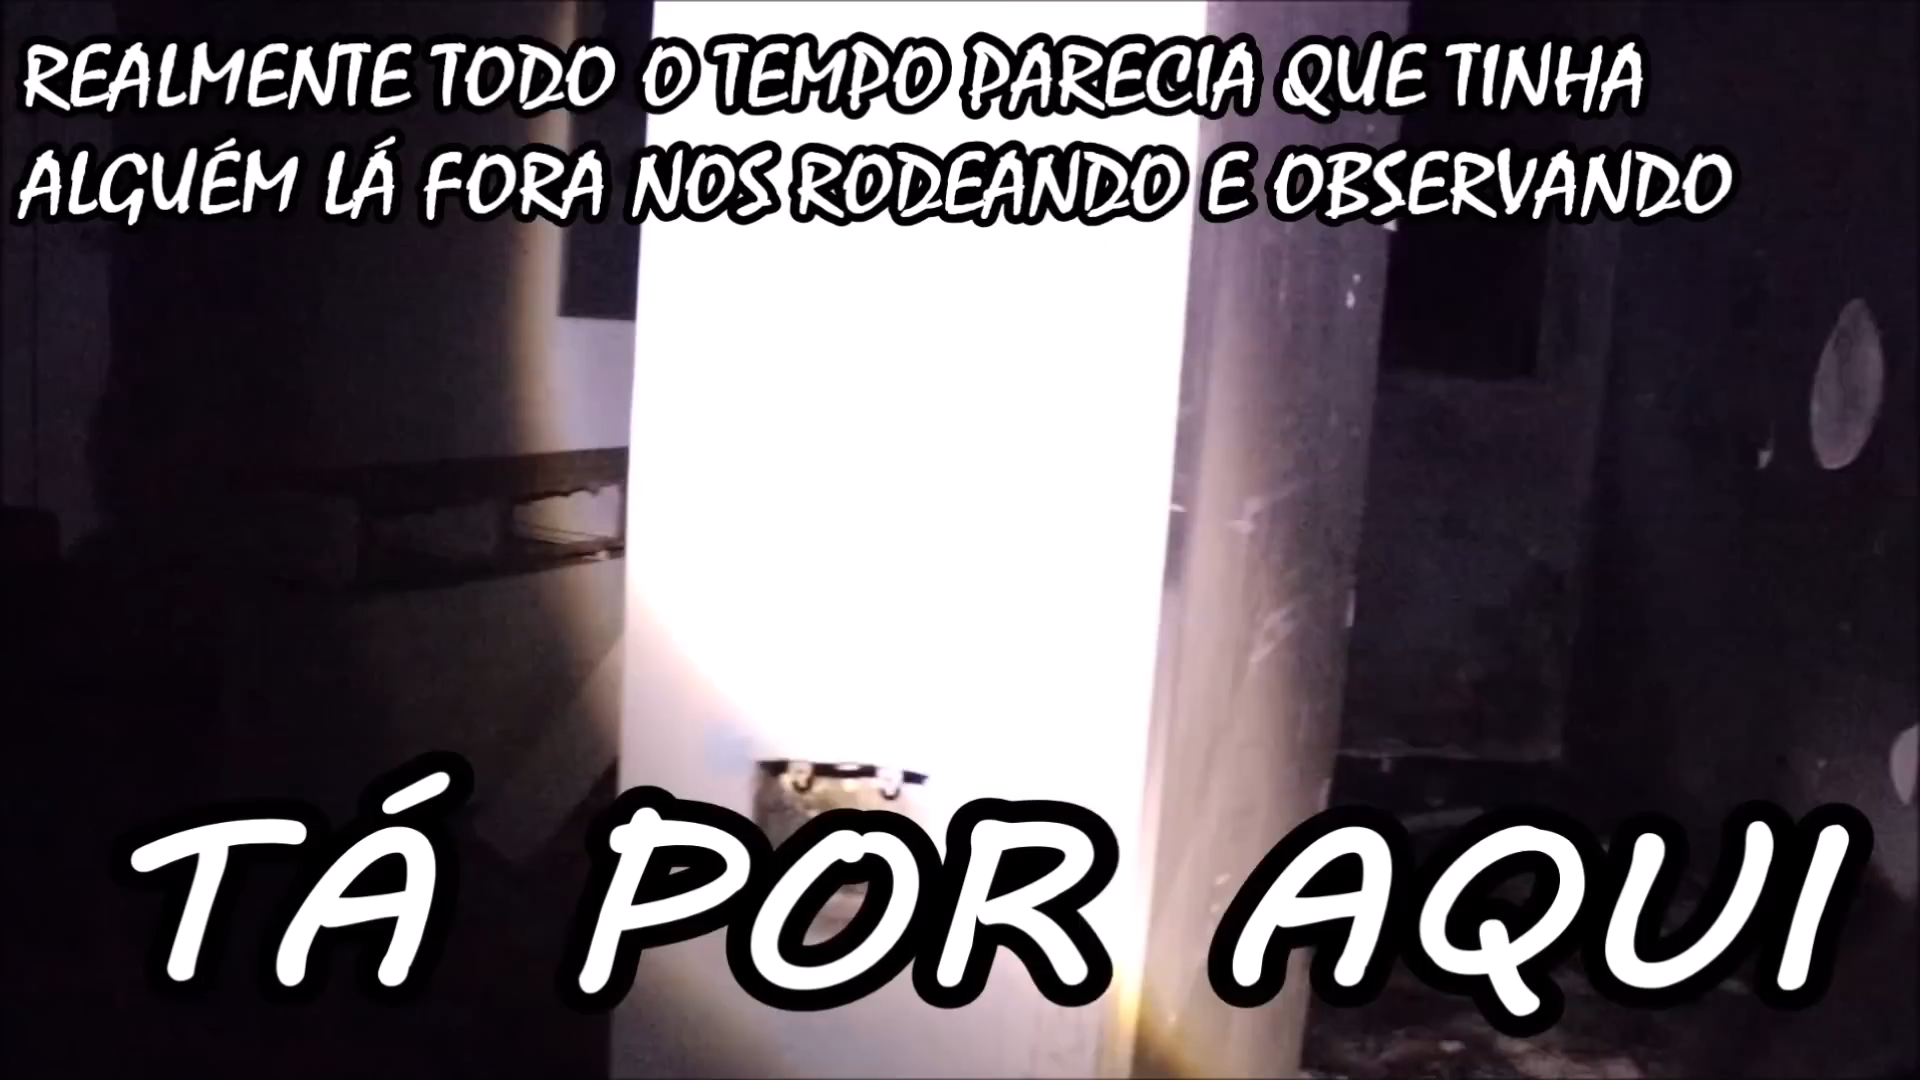 REALMENTE TODO O TEMPO PARECIA QUE TINHA
ALGUÉM LÁ FORA NOS RODEANDO E OBSERVANDO
TÁ POR AQUI